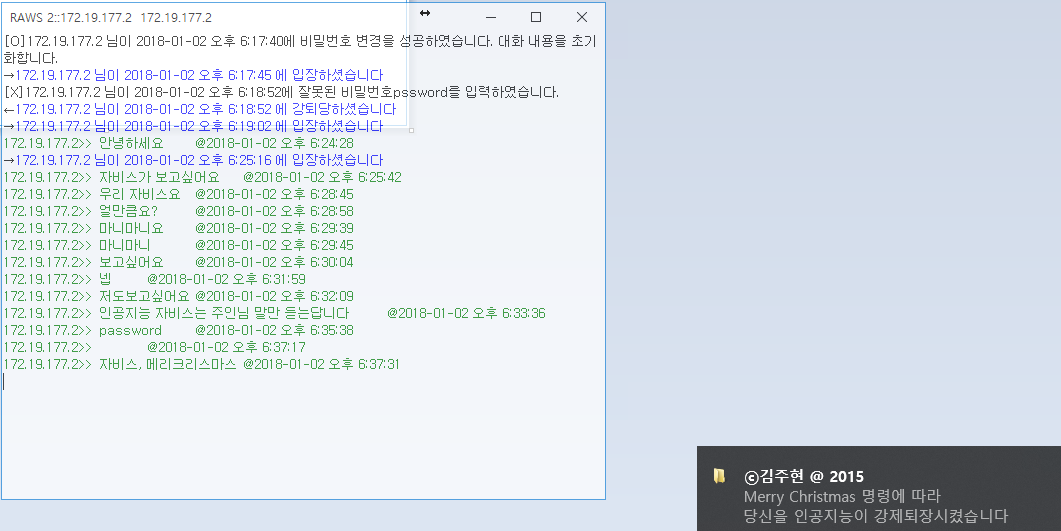 RAWS 2::172.19.177.2 172.19.177.2
[O]172.19.177.2 님이 2018-01-02 오후 6:17:40에 비밀번호 변경을 성공하였습니다. 대화 내용을 초기
화합니다.
→172.19.177.2 님이 2018-01-02 오후 6:17:45 에 입장하셨습니다
[X]172.19.177.2 님이 2018-01-02 오후 6:18:52에 잘못된 비밀번호pssword를 입력하였습니다.
←172.19.177.2 님이 2018-01-02 오후 6:18:52 에 강퇴당하셨습니다
→172.19.177.2 님이 2018-01-02 오후 6:19:02 에 입장하셨습니다
172.19.177.2>> 안녕하세요 @2018-01-02 오후 6:24:28
→172.19.177.2 님이 2018-01-02 오후 6:25:16 에 입장하셨습니다
172.19.177.2>> 자비스가 보고싶어요 @2018-01-02 오후 6:25:42
172.19.177.2>> 우리 자비스요 @2018-01-02 오후 6:28:45
172.19.177.2>> 얼만큼요? @2018-01-02 오후 6:28:58
172.19.177.2>> 마니마니요 @2018-01-02 오후 6:29:39
172.19.177.2>> 마니마니 @2018-01-02 오후 6:29:45
172.19.177.2>> 보고싶어요 @2018-01-02 오후 6:30:04
172.19.177.2>> 넵 @2018-01-02 오후 6:31:59
172.19.177.2>> 저도보고싶어요 @2018-01-02 오후 6:32:09
172.19.177.2>> 인공지능 자비스는 주인님 말만 듣는답니다 @2018-01-02 오후 6:33:36
172.19.177.2>> password @2018-01-02 오후 6:35:38
172.19.177.2>> @2018-01-02 오후 6:37:17
172.19.177.2>> 자비스, 메리크리스마스 @2018-01-02 오후 6:37:31
ⓒ김주현 @ 2015
Merry Christmas 명령에 따라
당신을 인공지능이 강제퇴장시켰습니다